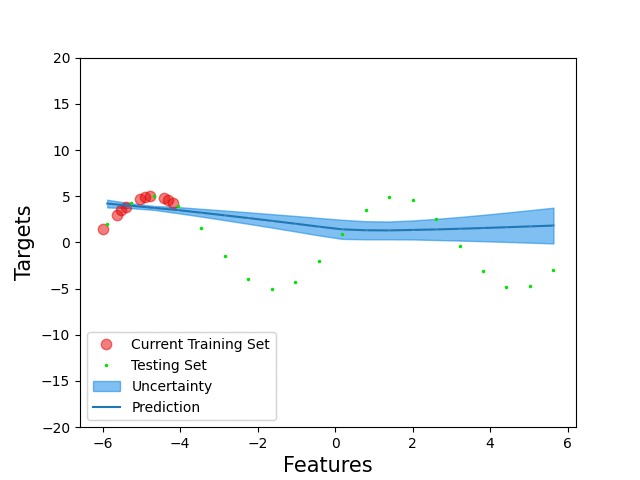 20
15
10
5
0
−5
−10
−15
−20
Targets
Current Training Set
Testing Set
Uncertainty
Prediction
−6 −4 −2 0 2 4 6
Features